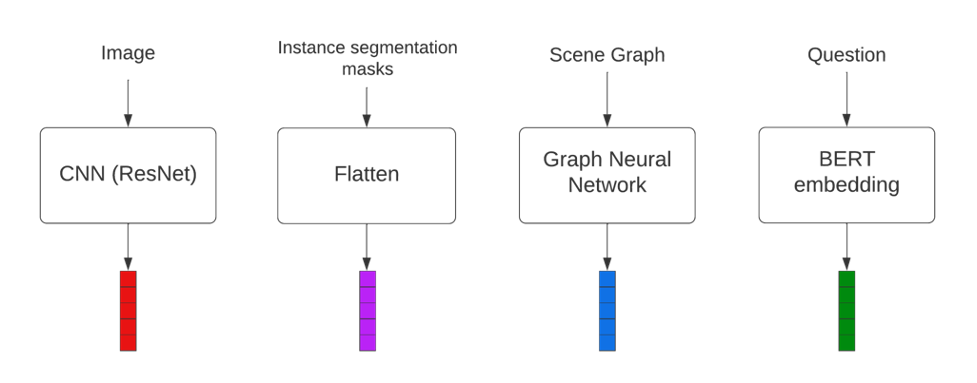 Image
Instance segmentation
masks
Scene Graph
Question
CNN (ResNet)
Flatten
Graph Neural
Network
BERT
embedding